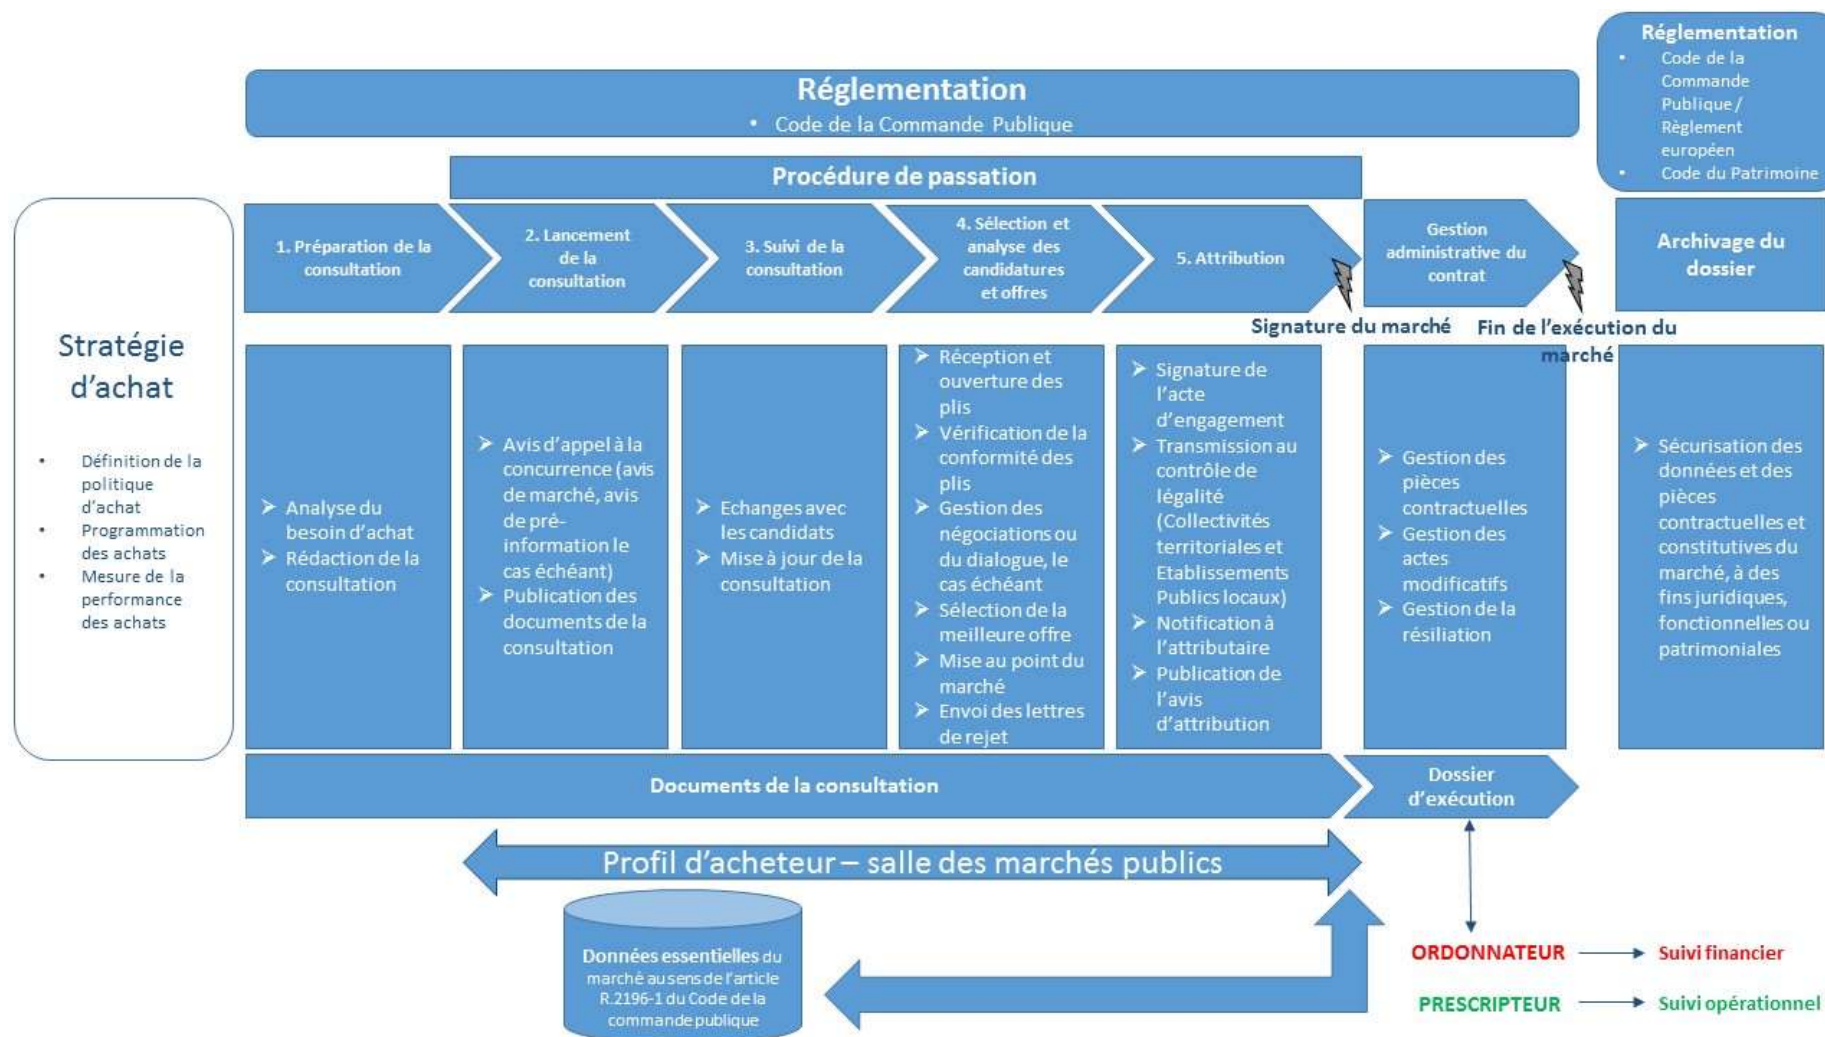 Réglementation
• Code de la Commande Publique
Réglementation
• Code de la
Commande
Publique /
Règlement
européen
• Code du Patrimoine
Procédure de passation
Stratégie
d'achat
• Définition de la
politique
d'achat
• Programmation
des achats
• Mesure de la
performance
des achats
1. Préparation de la
consultation
2. Lancement
de la
consultation
3. Suivi de la
consultation
4. Sélection et
analyse des
candidatures
et offres
5. Attribution
Gestion
administrative du
contrat
Archivage du
dossier
Signature du marché
Fin de l'exécution du
marché
➢ Analyse du
besoin d'achat
➢ Rédaction de la
consultation
➢ Avis d'appel à la
concurrence (avis
de marché, avis
de pré-
information le
cas échéant)
➢ Publication des
documents de la
consultation
➢ Echanges avec
les candidats
➢ Mise à jour de la
consultation
➢ Réception et
ouverture des
plis
➢ Vérification de la
conformité des
plis
➢ Gestion des
négociations ou
du dialogue, le
cas échéant
➢ Sélection de la
meilleure offre
➢ Mise au point du
marché
➢ Envoi des lettres
de rejet
➢ Signature de
l'acte
d'engagement
➢ Transmission au
contrôle de
légalité
(Collectivités
territoriales et
Etablissements
Publics locaux)
➢ Notification à
l'attributaire
➢ Publication de
l'avis
d'attribution
➢ Gestion des
pièces
contractuelles
➢ Gestion des
actes
modificatifs
➢ Gestion de la
résiliation
➢ Sécurisation des
données et des
pièces
contractuelles et
constitutives du
marché, à des
fins juridiques,
fonctionnelles ou
patrimoniales
Documents de la consultation
Dossier
d'exécution
Profil d'acheteur – salle des marchés publics
Données essentielles du
marché au sens de l'article
R.2196-1 du Code de la
commande publique
ORDONNATEUR
Suivi financier
PRESCRIPTEUR
Suivi opérationnel